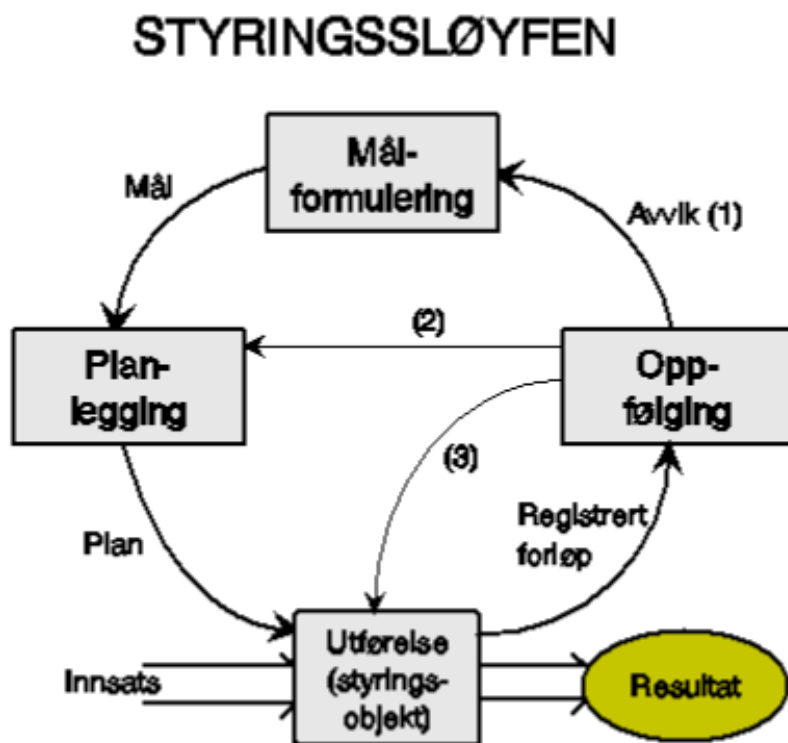 STYRINGSSLØYFEN
Mål-
formulering
Mål
Avvik (1)
(2)
Plan-
legging
Opp-
følging
(3)
Plan
Registrert
forløp
Utførelse
(styrings-
objekt)
Innsats
Resultat